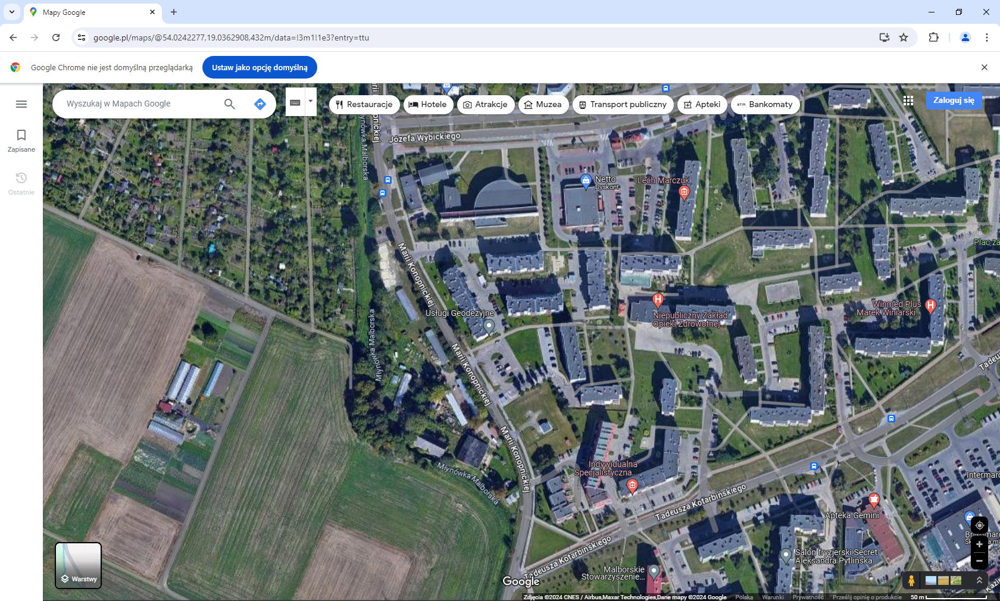 Mapy Google
google.pl/maps/@54.0242277,19.0362908,432m/data=!3m1!1e3?entry=ttu
Google Chrome nie jest domyślną przeglądarką
Ustaw jako opcję domyślną
Wyszukaj w Mapach Google
Restauracje
Hotele
Atrakcje
Muzea
Transport publiczny
Apteki
Bankomaty
Zaloguj się
Zapisane
Ostatnie
Józefa Wybickiego
Młynówka Malborska
Netto
Dyskont
Lech Marczuk
Plac za
Marii Konopnickiej
Usługi Geodezyjne
Niepubliczny Zakład
Opieki Zdrowotnej...
Winmed Plus
Marek Winiarski...
Młynówka Malborska
Marii Konopnickiej
Tadeu
Marii Konopnickiej
Indywidualna
Specjalistyczna...
Młynówka Malborska
Tadeusza Kotarbińskiego
Intermar
Apteka Gemini
Tadeusza Kotarbińskiego
Salon fryzjerski Secret
Aleksandra Pytlińska
Malborskie
Stowarzyszenie...
Warstwy
Google
Zdjęcia ©2024 CNES / Airbus,Maxar Technologies,Dane mapy ©2024 Google
Polska
Warunki
Prywatność
Prześlij opinię o produkcie
50 m